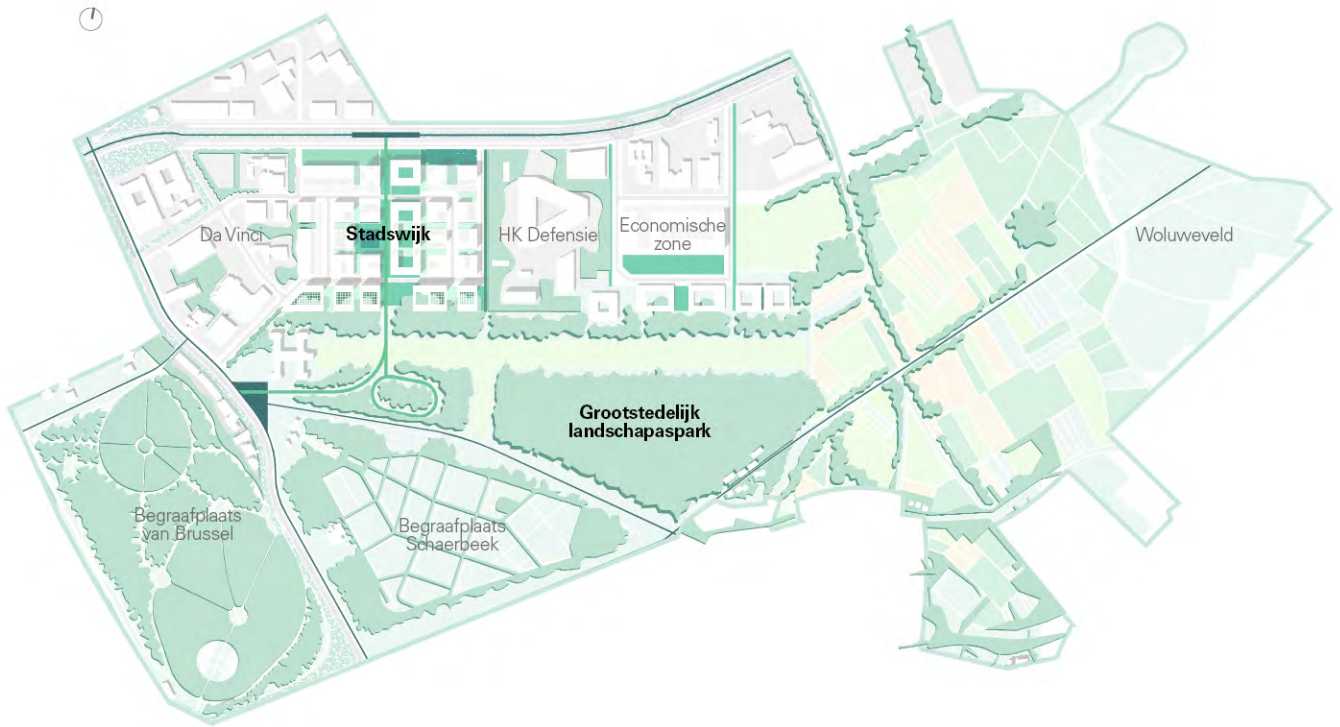 Da Vinci
Stadswijk
HK Defensie
Economische
zone
Woluweveld
Grootstedelijk
landschapaspark
Begraafplaats
van Brussel
Begraafplaats
Schaerbeek